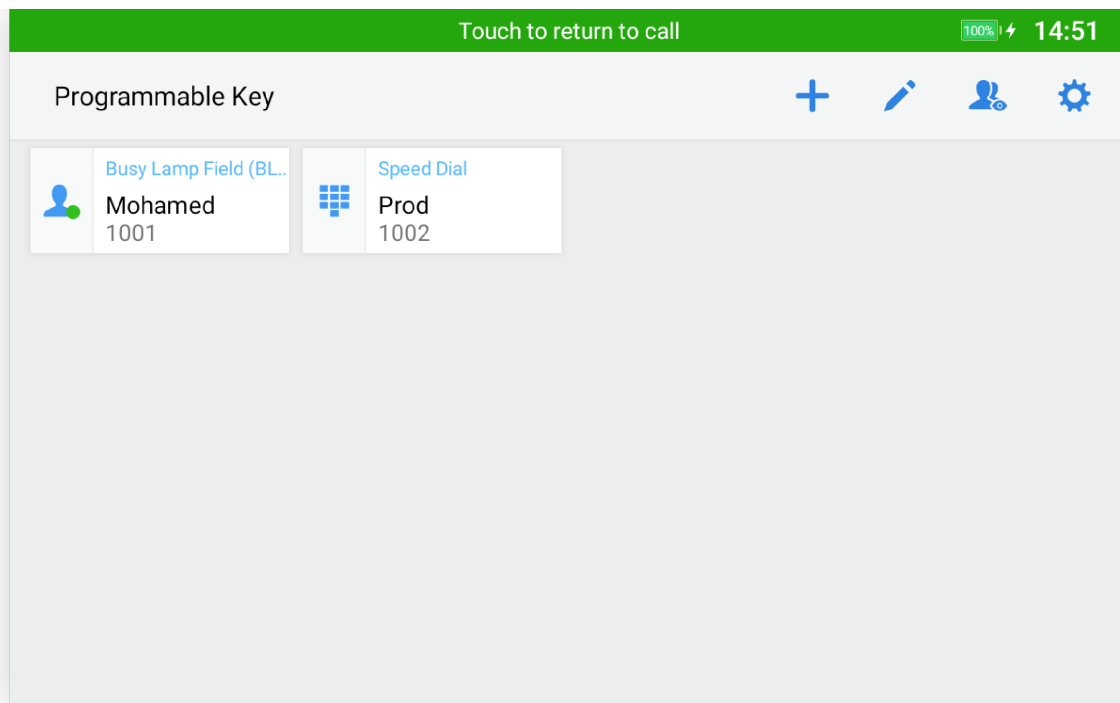 Touch to return to call
100%
14:51
Programmable Key
Busy Lamp Field (BL..
Mohamed
1001
Speed Dial
Prod
1002